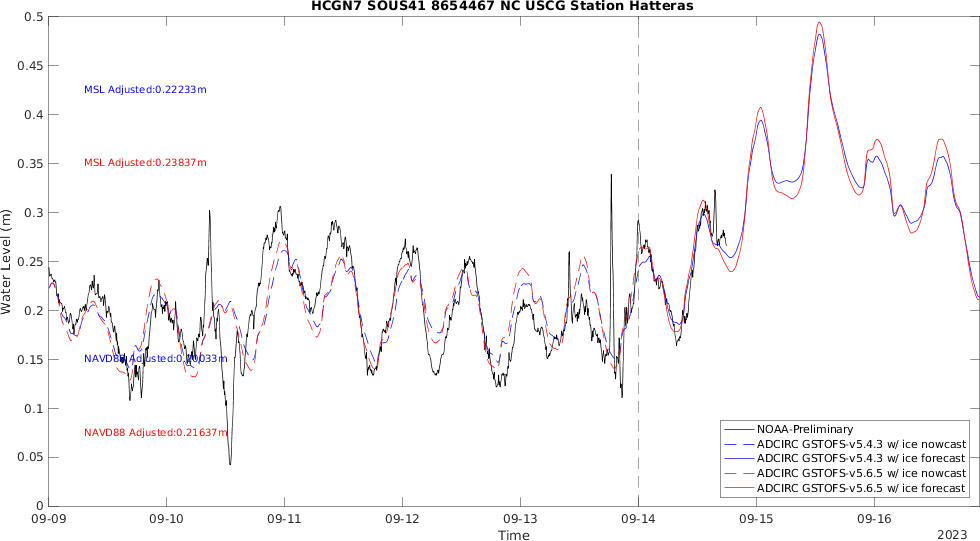 HCGN7 SOUS41 8654467 NC USCG Station Hatteras
0.5
0.45
0.4
0.35
0.3
0.25
0.2
0.15
0.1
0.05
0
Water Level (m)
MSL Adjusted:0.22233m
MSL Adjusted:0.23837m
NAVD88 Adjusted:0.20033m
NAVD88 Adjusted:0.21637m
NOAA-Preliminary
ADCIRC GSTOFS-v5.4.3 w/ ice nowcast
ADCIRC GSTOFS-v5.4.3 w/ ice forecast
ADCIRC GSTOFS-v5.6.5 w/ ice nowcast
ADCIRC GSTOFS-v5.6.5 w/ ice forecast
09-09 09-10 09-11 09-12 09-13 09-14 09-15 09-16
Time
2023